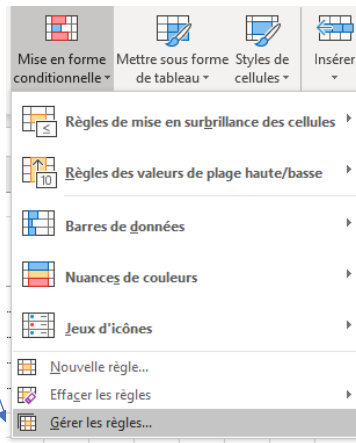 Mise en forme Mettre sous forme Styles de Insérer
conditionnelle de tableau cellules
≤ Règles de mise en surbrillance des cellules
10 Règles des valeurs de plage haute/basse
Barres de données
Nuances de couleurs
Jeux d'icônes
Nouvelle règle...
Effacer les règles
Gérer les règles...